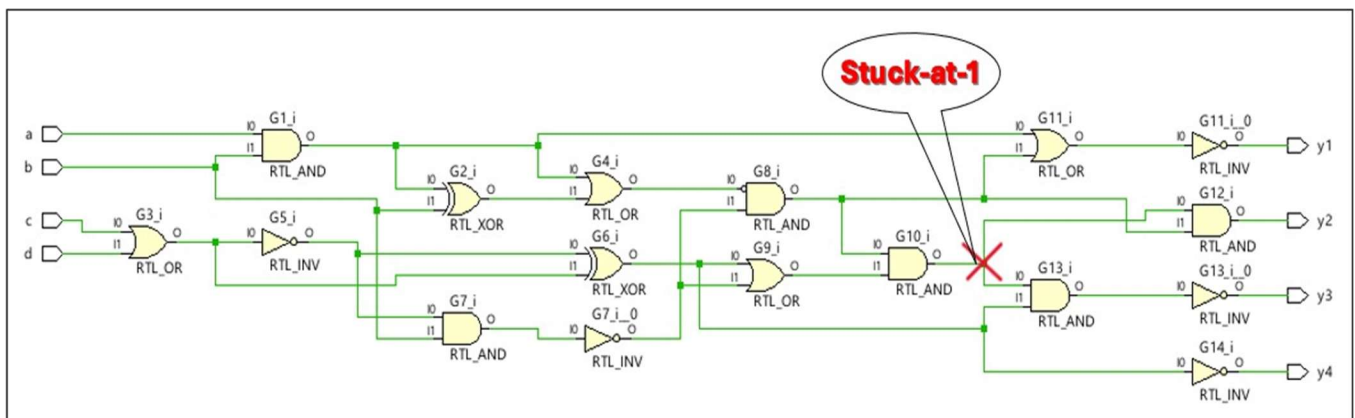 Stuck-at-1
a
b
c
d
G1_i
I0
I1
O
RTL_AND
G2_i
I0
I1
O
RTL_XOR
G3_i
I0
I1
O
RTL_OR
G4_i
I0
I1
O
RTL_OR
G5_i
I0
O
RTL_INV
G6_i
I0
I1
O
RTL_XOR
G7_i
I0
I1
O
RTL_AND
G7_i__0
I0
O
RTL_INV
G8_i
I0
I1
O
RTL_AND
G9_i
I0
I1
O
RTL_OR
G10_i
I0
I1
O
RTL_AND
G11_i
I0
I1
O
RTL_OR
G11_i__0
I0
O
RTL_INV
G12_i
I0
I1
O
RTL_AND
G13_i
I0
I1
O
RTL_AND
G13_i__0
I0
O
RTL_INV
G14_i
I0
O
RTL_INV
y1
y2
y3
y4